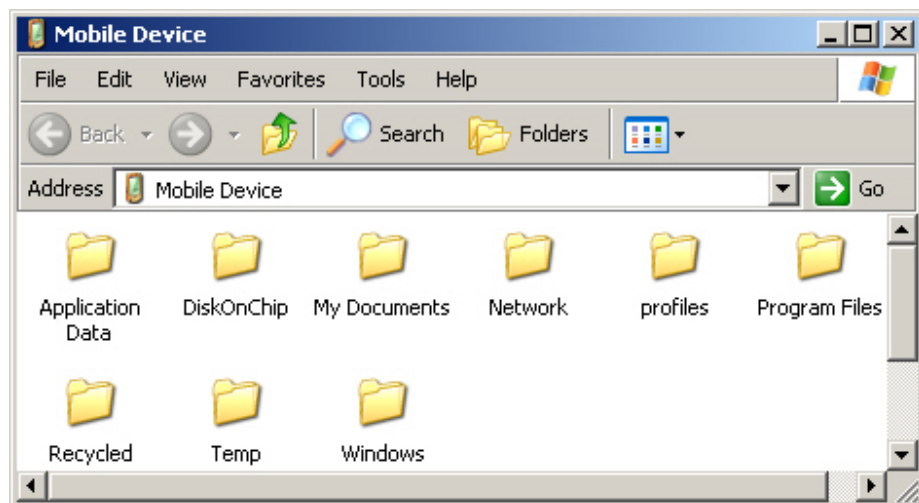 Mobile Device
File Edit View Favorites Tools Help
Back Search Folders
Address Mobile Device Go
Application Data DiskOnChip My Documents Network profiles Program Files
Recycled Temp Windows